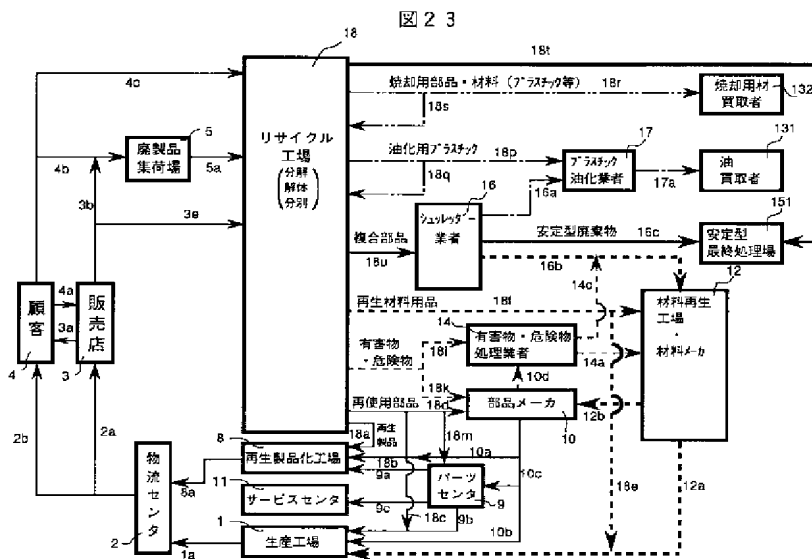 図23
18
18t
4c
焼却用部品・材料(プラスチック等)
18r
焼却用材
買取者
132
18s
5
廃製品
集荷場
リサイクル
工場
(分解
解体
分別)
油化用プラスチック
18p
17
プラスチック
油化業者
131
油
買取者
4b
5a
18q
16
16a
17a
3b
3e
シュレッダー
業者
151
複合部品
安定型廃棄物
16c
安定型
最終処理場
18u
16b
12
14c
4a
再生材料用品
18f
材料再生
工場
・
材料メーカ
顧客
販売店
3a
14
有害物・危険物
処理業者
有害物
・危険物
18i
14a
10d
4
3
18k
再使用部品
18d
部品メーカ
12b
10
2b
2a
8
18a
再生
製品
18m
物流センタ
再生製品化工場
10a
18b
9a
10c
8a
11
パーツ
センタ
18e
12a
サービスセンタ
9c
9
1
18c
9b
2
生産工場
10b
1a